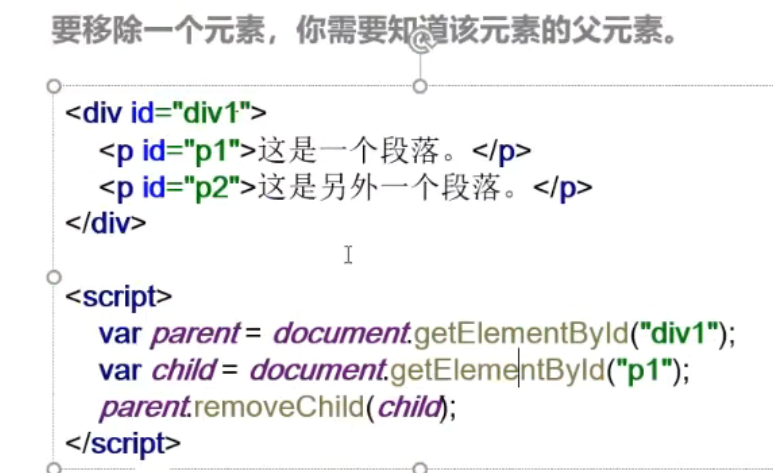 要移除一个元素，你需要知道该元素的父元素。
<div id="div1">
<p id="p1">这是一个段落。</p>
<p id="p2">这是另外一个段落。</p>
</div>
<script>
var parent = document.getElementById("div1");
var child = document.getElementById("p1");
parent.removeChild(child);
</script>